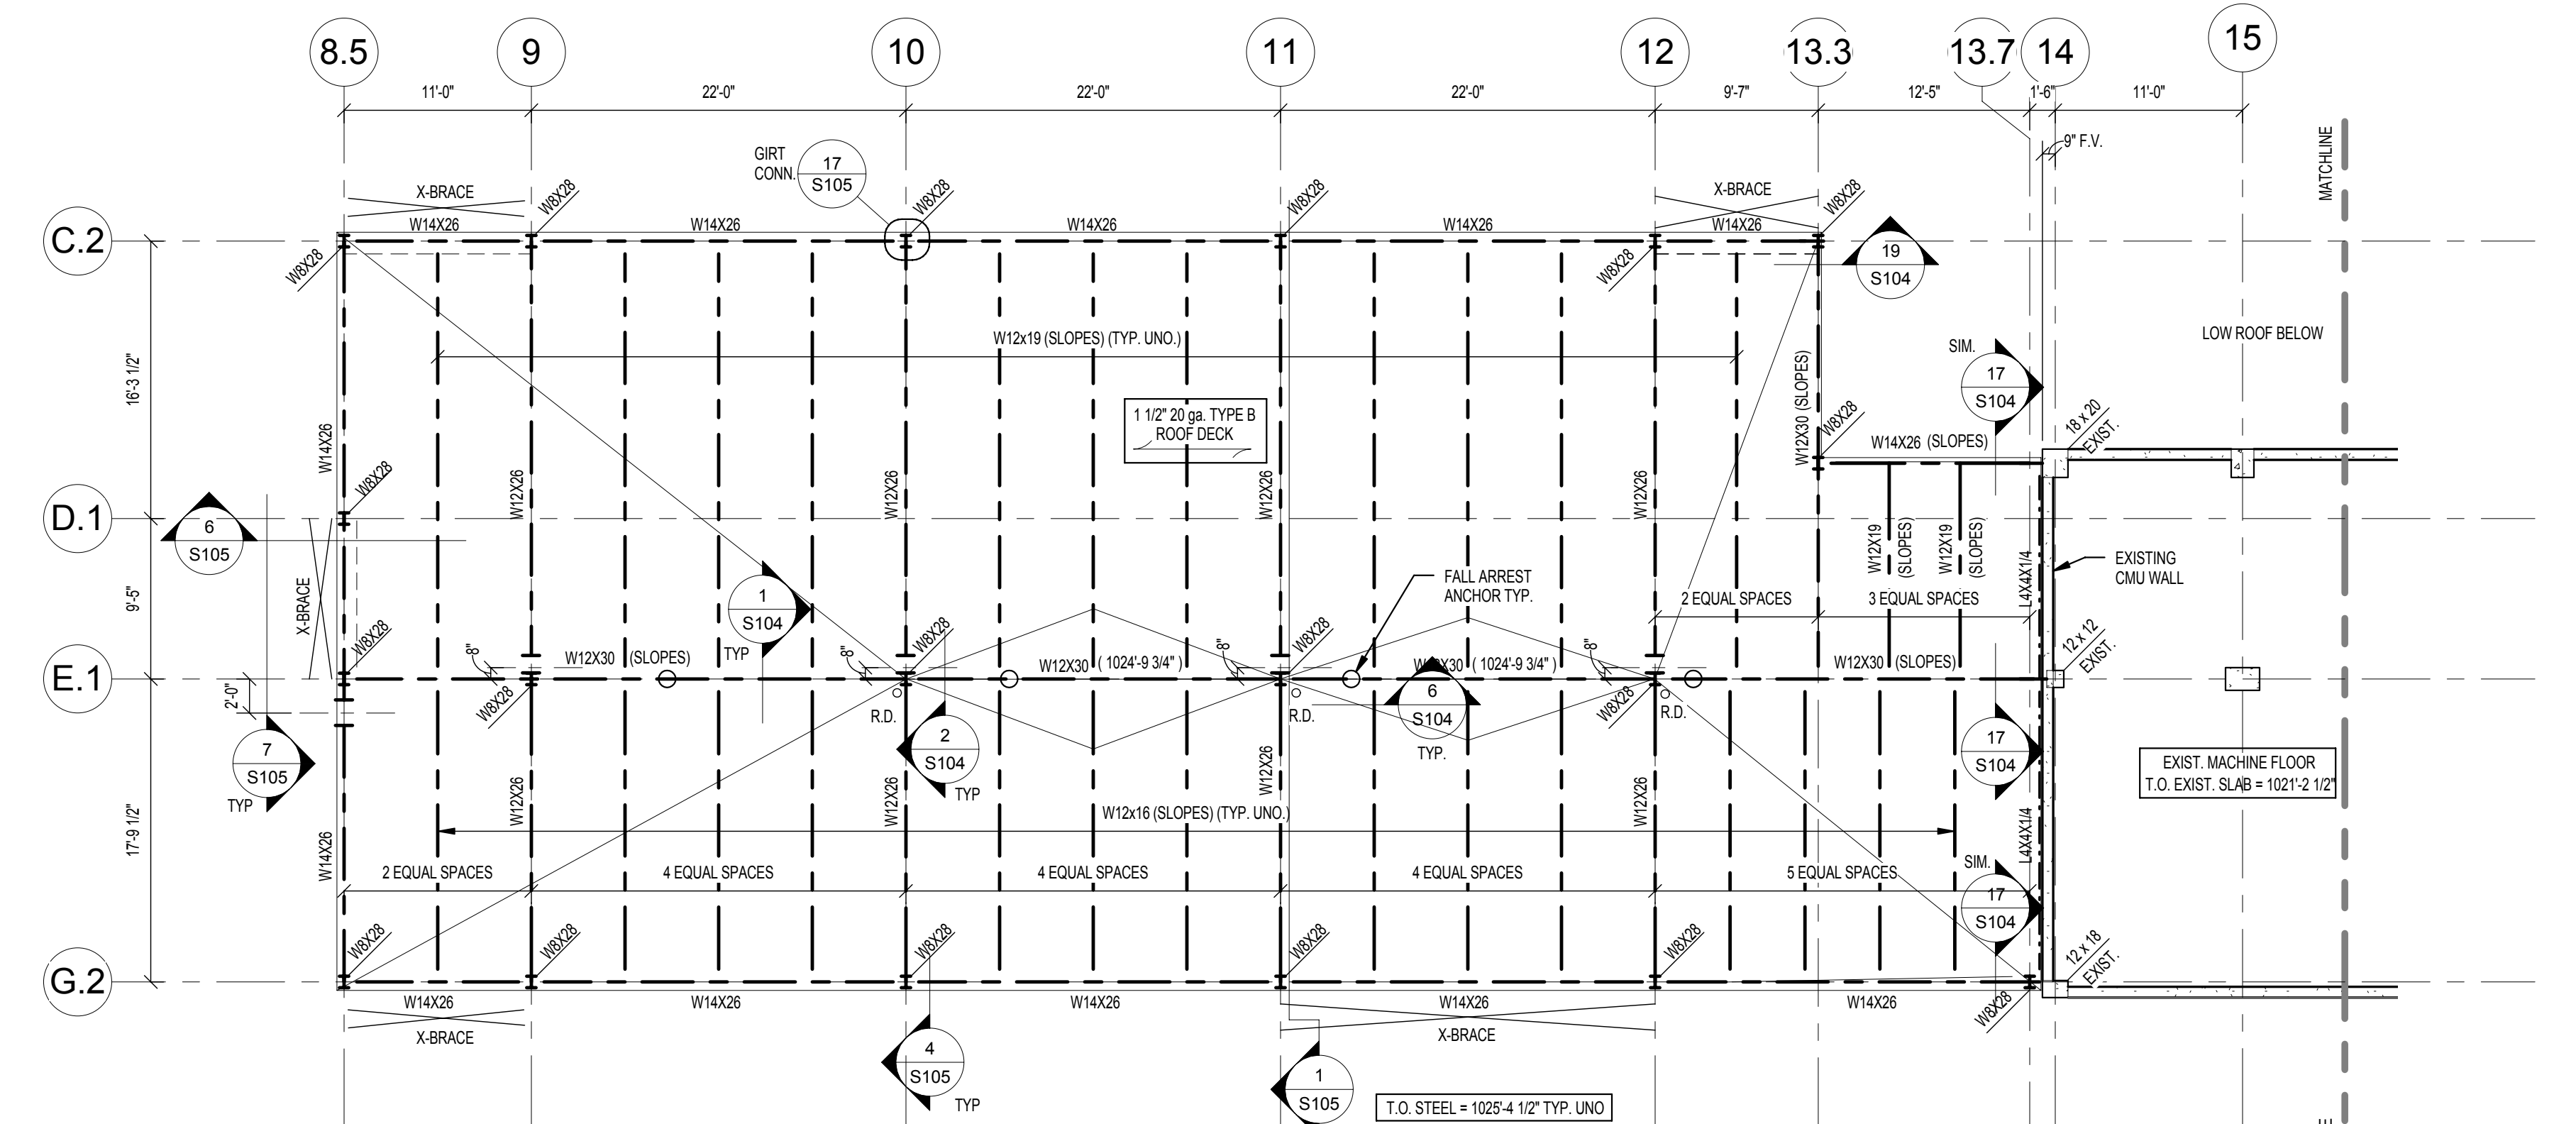 8.5
9
10
11
12
13.3
13.7
14
15
11'-0"
22'-0"
22'-0"
22'-0"
9'-7"
12'-5"
1'-6"
11'-0"
9" F.V.
MATCHLINE
GIRT
CONN.
17
S105
X-BRACE
W8X28
W8X28
W8X28
X-BRACE
W8X28
C.2
W14X26
W14X26
W14X26
W14X26
W14X26
W8X28
W8X28
19
S104
LOW ROOF BELOW
W12x19 (SLOPES) (TYP. UNO.)
SIM.
17
S104
16'-3 1/2"
1 1/2" 20 ga. TYPE B
ROOF DECK
W12X30 (SLOPES)
W8X28
W14X26 (SLOPES)
18 x 20
EXIST.
W14X26
W8X28
W12X26
W12X26
W12X26
W12X26
D.1
6
S105
W12X19
(SLOPES)
W12X19
(SLOPES)
L4X4X1/4
EXISTING
CMU WALL
FALL ARREST
ANCHOR TYP.
9'-5"
X-BRACE
1
S104
TYP
2 EQUAL SPACES
3 EQUAL SPACES
W8X28
W8X28
W8X28
12 x 12
EXIST.
8"
8"
8"
8"
E.1
W12X30 (SLOPES)
W12X30 ( 1024'-9 3/4" )
W12X30 ( 1024'-9 3/4" )
W12X30 (SLOPES)
2'-0"
W8X28
W8X28
R.D.
R.D.
R.D.
6
S104
TYP.
7
S105
TYP
2
S104
TYP
17
S104
EXIST. MACHINE FLOOR
T.O. EXIST. SLAB = 1021'-2 1/2"
W12X26
W12X26
W12X26
W12X26
W12x16 (SLOPES) (TYP. UNO.)
17'-9 1/2"
W14X26
L4X4X1/4
2 EQUAL SPACES
4 EQUAL SPACES
4 EQUAL SPACES
4 EQUAL SPACES
5 EQUAL SPACES
SIM.
17
S104
W8X28
W8X28
W8X28
W8X28
W8X28
12 x 18
EXIST.
G.2
W14X26
W14X26
W14X26
W14X26
W14X26
W8X28
X-BRACE
X-BRACE
4
S105
TYP
1
S105
T.O. STEEL = 1025'-4 1/2" TYP. UNO